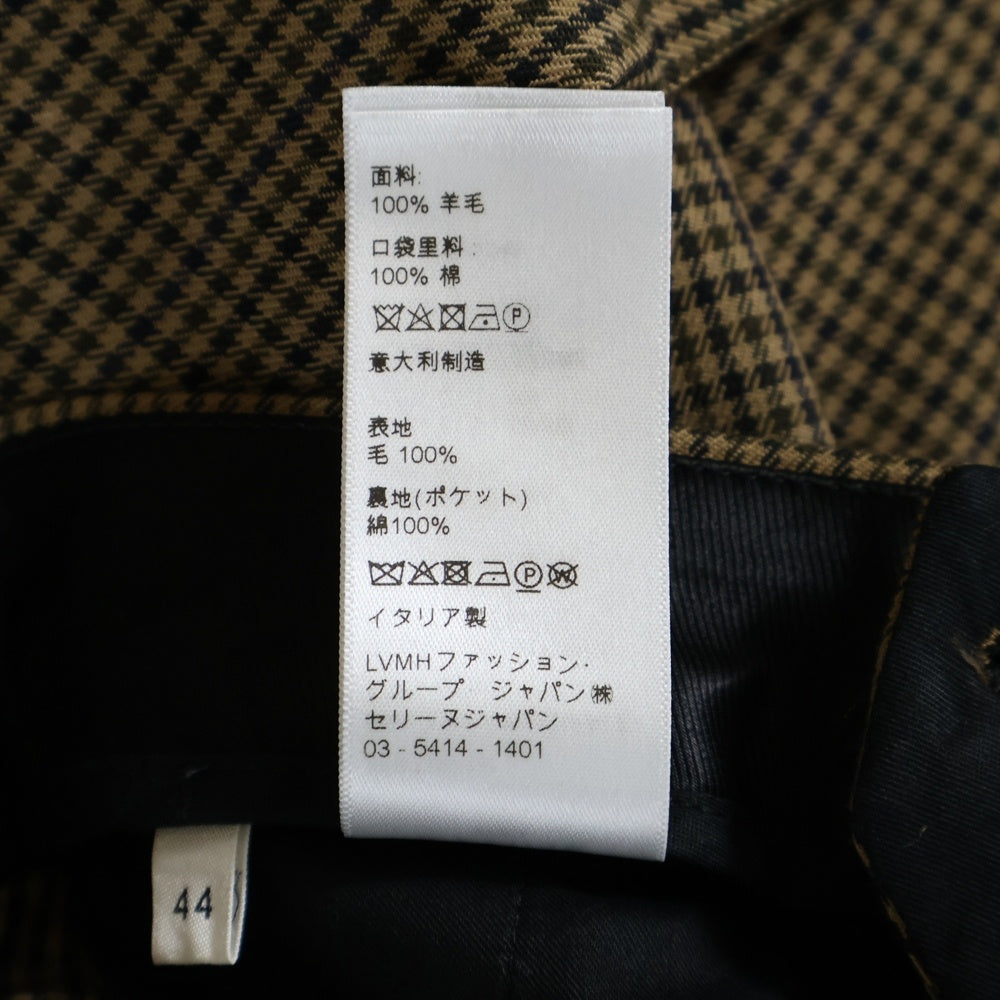 面料:
100% 羊毛
口袋里料:
100% 棉
意大利制造
表地
毛 100%
裏地(ポケット)
綿100%
P
イタリア製
LVMHファッション・
グループ ジャパン㈱
セリーヌジャパン
03 - 5414 - 1401
44